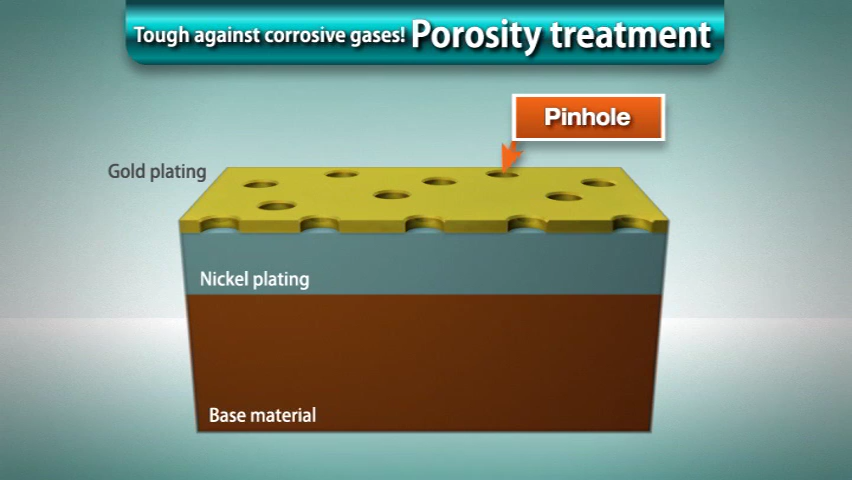 Tough against corrosive gases! Porosity treatment
Pinhole
Gold plating
Nickel plating
Base material